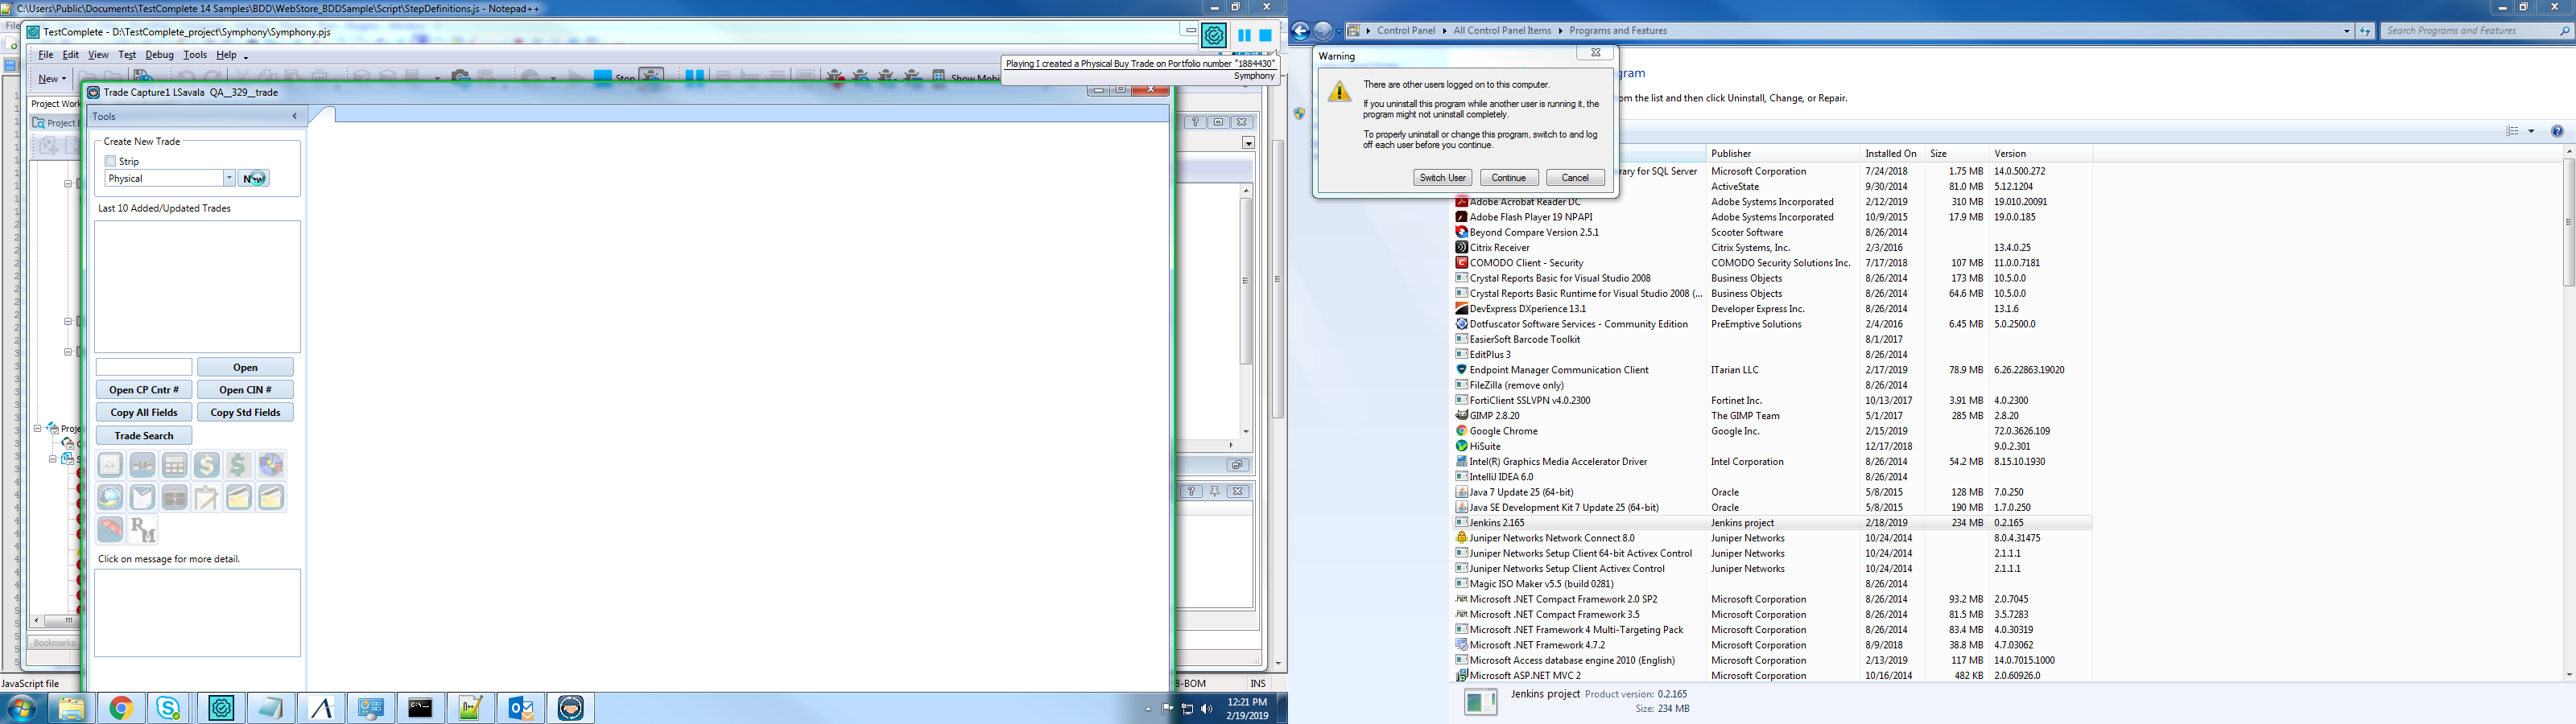 C:\Users\Public\Documents\TestComplete 14 Samples\BDD\WebStore_BDDSample\Script\StepDefinitions.js - Notepad++
TestComplete - D:\TestComplete_project\Symphony\Symphony.pjs
File Edit View Test Debug Tools Help
New
Stop
Show Mobi
Playing I created a Physical Buy Trade on Portfolio number "1884430"
Symphony
Project Work
Trade Capture1 LSavala QA__329__trade
Tools
Create New Trade
Strip
Physical
New
Last 10 Added/Updated Trades
Open
Open CP Cntr #
Open CIN #
Copy All Fields
Copy Std Fields
Trade Search
Click on message for more detail.
Bookmarks
JavaScript file
8-BOM
INS
12:21 PM
2/19/2019
Control Panel
All Control Panel Items
Programs and Features
Search Programs and Features
Warning
There are other users logged on to this computer.
If you uninstall this program while another user is running it, the
program might not uninstall completely.
To properly uninstall or change this program, switch to and log
off each user before you continue.
Switch User
Continue
Cancel
gram
om the list and then click Uninstall, Change, or Repair.
Publisher Installed On Size Version
rary for SQL Server Microsoft Corporation 7/24/2018 1.75 MB 14.0.500.272
ActiveState 9/30/2014 81.0 MB 5.12.1204
Adobe Acrobat Reader DC Adobe Systems Incorporated 2/12/2019 310 MB 19.010.20091
Adobe Flash Player 19 NPAPI Adobe Systems Incorporated 10/9/2015 17.9 MB 19.0.0.185
Beyond Compare Version 2.5.1 Scooter Software 8/26/2014
Citrix Receiver Citrix Systems, Inc. 2/3/2016 13.4.0.25
COMODO Client - Security COMODO Security Solutions Inc. 7/17/2018 107 MB 11.0.0.7181
Crystal Reports Basic for Visual Studio 2008 Business Objects 8/26/2014 173 MB 10.5.0.0
Crystal Reports Basic Runtime for Visual Studio 2008 (... Business Objects 8/26/2014 64.6 MB 10.5.0.0
DevExpress DXperience 13.1 Developer Express Inc. 8/26/2014 13.1.6
Dotfuscator Software Services - Community Edition PreEmptive Solutions 2/4/2016 6.45 MB 5.0.2500.0
EasierSoft Barcode Toolkit 8/1/2017
EditPlus 3 8/26/2014
Endpoint Manager Communication Client ITarian LLC 2/17/2019 78.9 MB 6.26.22863.19020
FileZilla (remove only) 8/26/2014
FortiClient SSLVPN v4.0.2300 Fortinet Inc. 10/13/2017 3.91 MB 4.0.2300
GIMP 2.8.20 The GIMP Team 5/1/2017 285 MB 2.8.20
Google Chrome Google Inc. 2/15/2019 72.0.3626.109
HiSuite 12/17/2018 9.0.2.301
Intel(R) Graphics Media Accelerator Driver Intel Corporation 8/26/2014 54.2 MB 8.15.10.1930
IntelliJ IDEA 6.0 8/26/2014
Java 7 Update 25 (64-bit) Oracle 5/8/2015 128 MB 7.0.250
Java SE Development Kit 7 Update 25 (64-bit) Oracle 5/8/2015 190 MB 1.7.0.250
Jenkins 2.165 Jenkins project 2/18/2019 234 MB 0.2.165
Juniper Networks Network Connect 8.0 Juniper Networks 10/24/2014 8.0.4.31475
Juniper Networks Setup Client 64-bit Activex Control Juniper Networks 10/24/2014 2.1.1.1
Juniper Networks Setup Client Activex Control Juniper Networks 10/24/2014 2.1.1.1
Magic ISO Maker v5.5 (build 0281) 8/26/2014
Microsoft .NET Compact Framework 2.0 SP2 Microsoft Corporation 8/26/2014 93.2 MB 2.0.7045
Microsoft .NET Compact Framework 3.5 Microsoft Corporation 8/26/2014 81.5 MB 3.5.7283
Microsoft .NET Framework 4 Multi-Targeting Pack Microsoft Corporation 8/26/2014 83.4 MB 4.0.30319
Microsoft .NET Framework 4.7.2 Microsoft Corporation 8/9/2018 38.8 MB 4.7.03062
Microsoft Access database engine 2010 (English) Microsoft Corporation 2/13/2019 117 MB 14.0.7015.1000
Microsoft ASP.NET MVC 2 Microsoft Corporation 10/16/2014 482 KB 2.0.60926.0
Jenkins project Product version: 0.2.165
Size: 234 MB